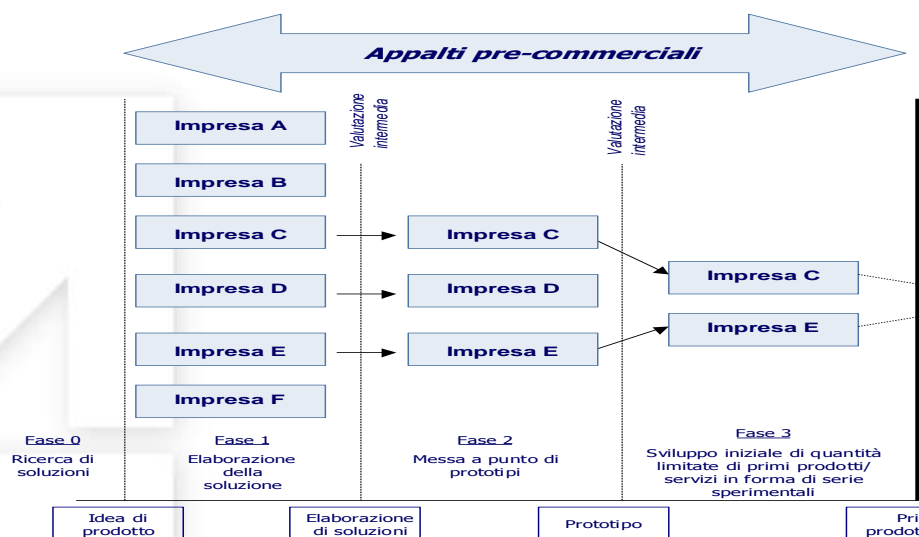 Appalti pre-commerciali
Valutazione
intermedia
Valutazione
intermedia
Impresa A
Impresa B
Impresa C
Impresa C
Impresa C
Impresa D
Impresa D
Impresa E
Impresa E
Impresa E
Impresa F
Fase 0
Ricerca di
soluzioni
Fase 1
Elaborazione
della
soluzione
Fase 2
Messa a punto di
prototipi
Fase 3
Sviluppo iniziale di quantità
limitate di primi prodotti/
servizi in forma di serie
sperimentali
Idea di
prodotto
Elaborazione
di soluzioni
Prototipo